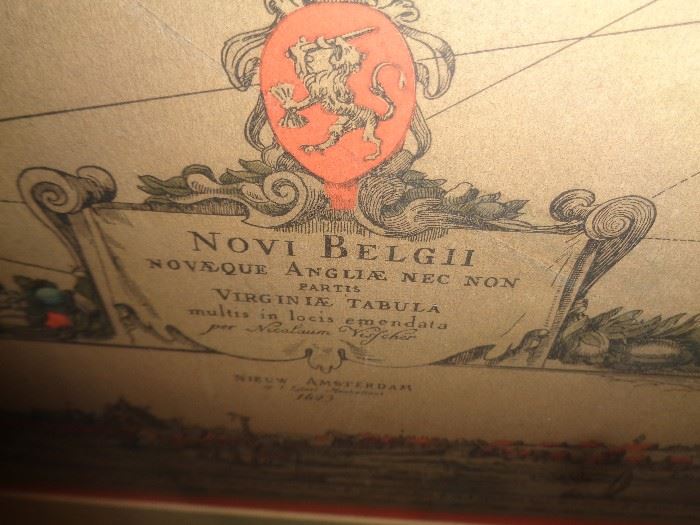 NOVI BELGII
NOVÆQUE ANGLIÆ NEC NON
PARTIS
VIRGINIÆ TABULA
multis in locis emendata
per Nicolaum Visscher
NIEUW AMSTERDAM